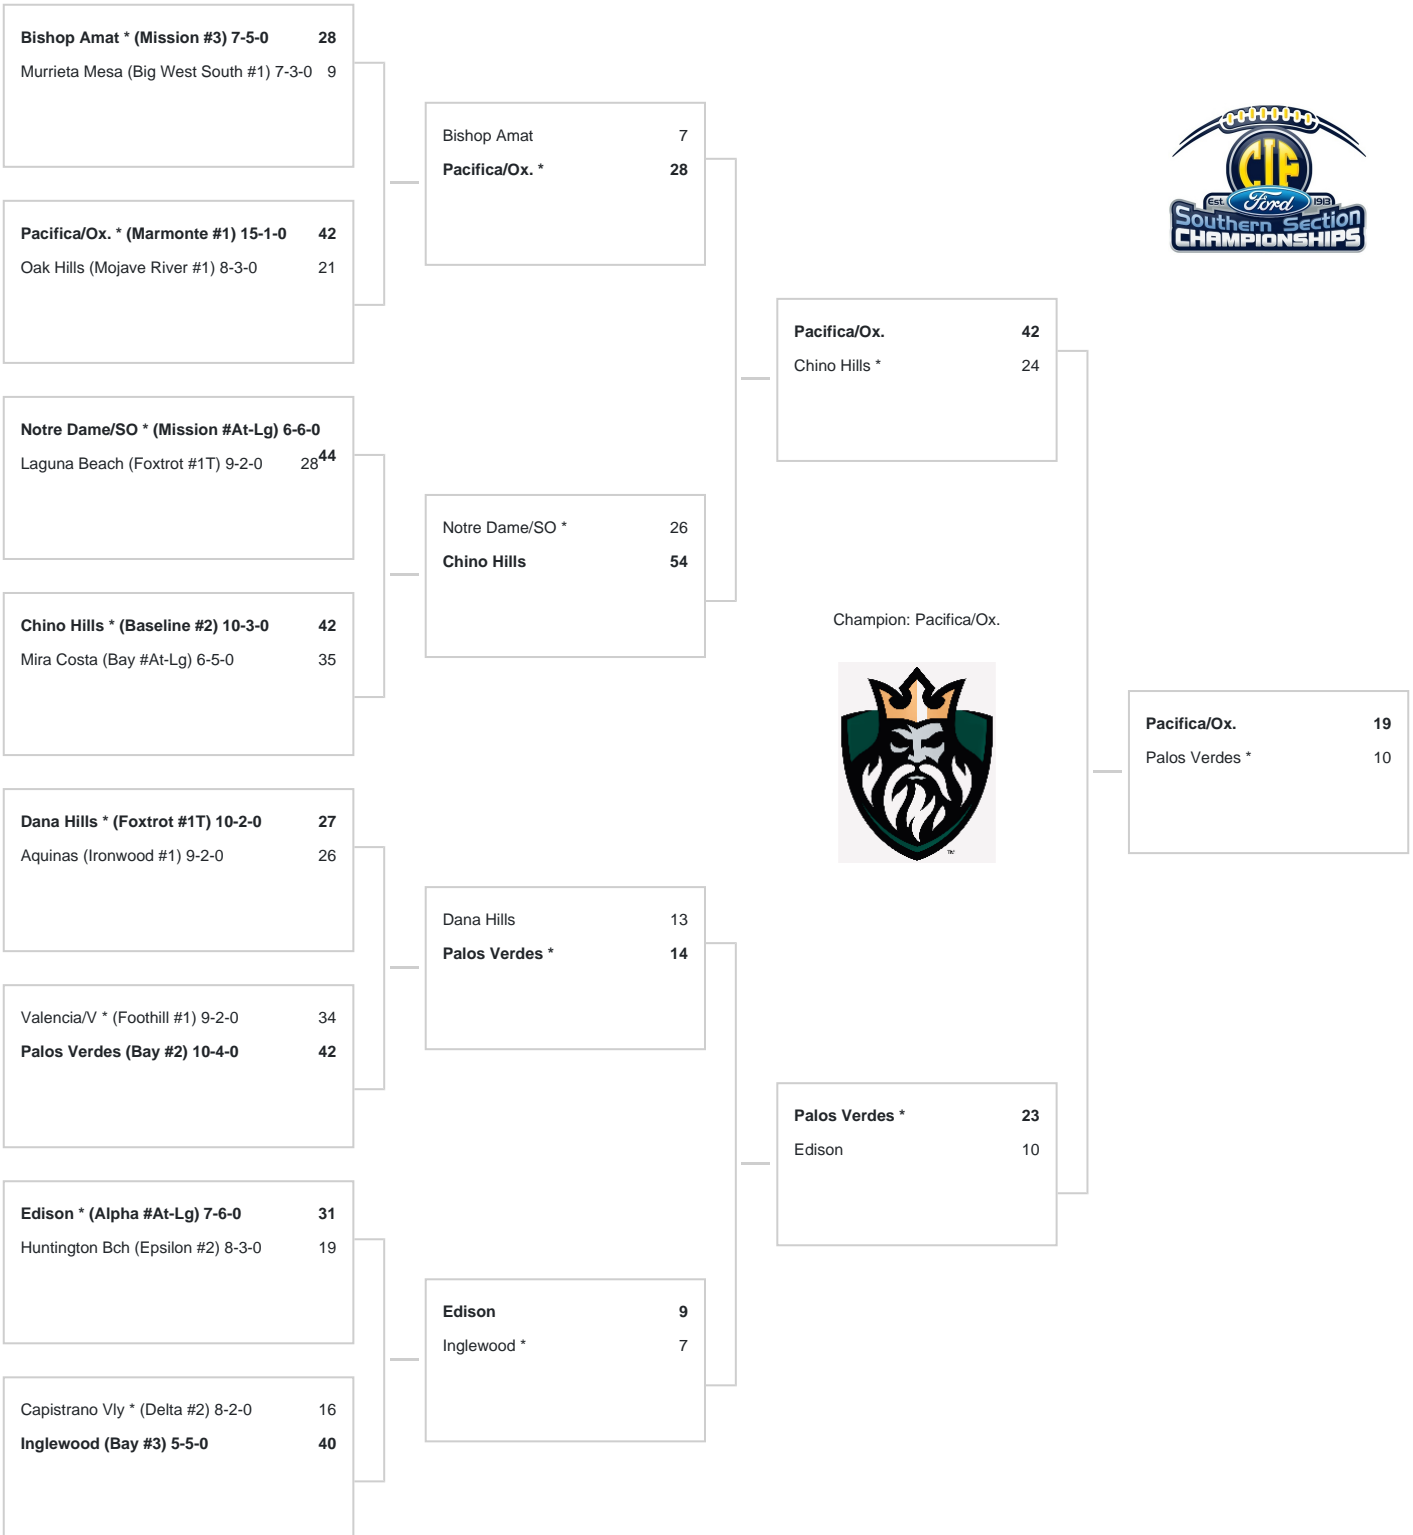 Bishop Amat * (Mission #3) 7-5-0 28
Murrieta Mesa (Big West South #1) 7-3-0 9
Pacifica/Ox. * (Marmonte #1) 15-1-0 42
Oak Hills (Mojave River #1) 8-3-0 21
Notre Dame/SO * (Mission #At-Lg) 6-6-0 44
Laguna Beach (Foxtrot #1T) 9-2-0 28
Chino Hills * (Baseline #2) 10-3-0 42
Mira Costa (Bay #At-Lg) 6-5-0 35
Dana Hills * (Foxtrot #1T) 10-2-0 27
Aquinas (Ironwood #1) 9-2-0 26
Valencia/V * (Foothill #1) 9-2-0 34
Palos Verdes (Bay #2) 10-4-0 42
Edison * (Alpha #At-Lg) 7-6-0 31
Huntington Bch (Epsilon #2) 8-3-0 19
Capistrano Vly * (Delta #2) 8-2-0 16
Inglewood (Bay #3) 5-5-0 40
Bishop Amat 7
Pacifica/Ox. * 28
Notre Dame/SO * 26
Chino Hills 54
Dana Hills 13
Palos Verdes * 14
Edison 9
Inglewood * 7
Pacifica/Ox. 42
Chino Hills * 24
Palos Verdes * 23
Edison 10
Champion: Pacifica/Ox.
TM
Pacifica/Ox. 19
Palos Verdes * 10
CIF
Est. Ford 1913
Southern Section
CHAMPIONSHIPS